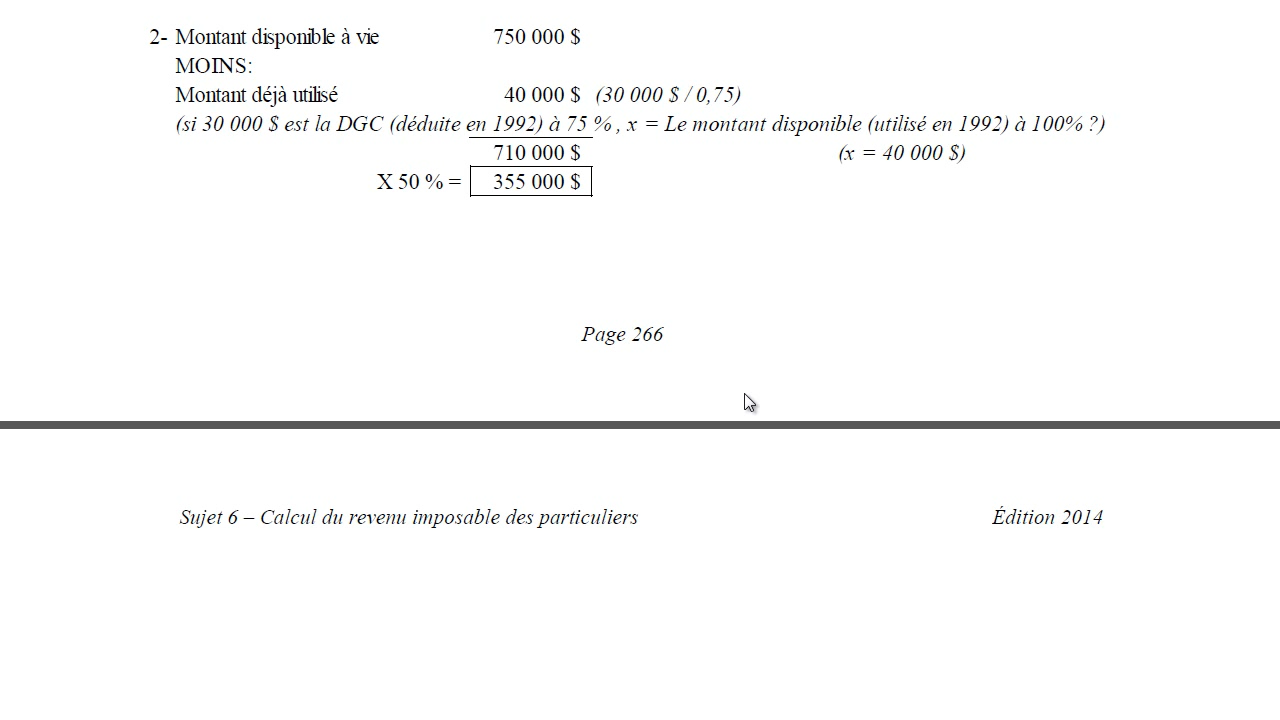 2- Montant disponible à vie 750 000 $
MOINS:
Montant déjà utilisé 40 000 $ (30 000 $ / 0,75)
(si 30 000 $ est la DGC (déduite en 1992) à 75 % , x = Le montant disponible (utilisé en 1992) à 100% ?)
710 000 $ (x = 40 000 $)
X 50 % = 355 000 $
Page 266
Sujet 6 – Calcul du revenu imposable des particuliers Édition 2014